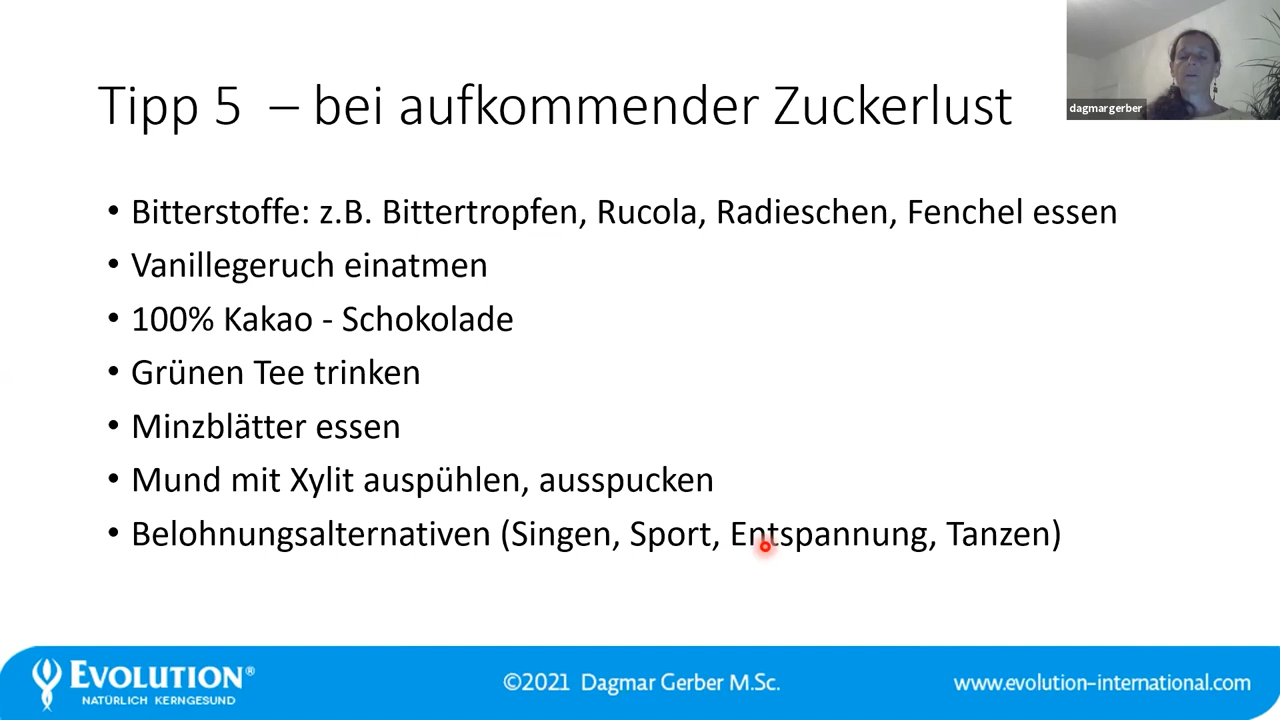 Tipp 5 – bei aufkommender Zuckerlust
dagmargerber
• Bitterstoffe: z.B. Bittertropfen, Rucola, Radieschen, Fenchel essen
• Vanillegeruch einatmen
• 100% Kakao - Schokolade
• Grünen Tee trinken
• Minzblätter essen
• Mund mit Xylit auspühlen, ausspucken
• Belohnungsalternativen (Singen, Sport, Entspannung, Tanzen)
EVOLUTION®
NATÜRLICH KERNGESUND
©2021 Dagmar Gerber M.Sc.
www.evolution-international.com